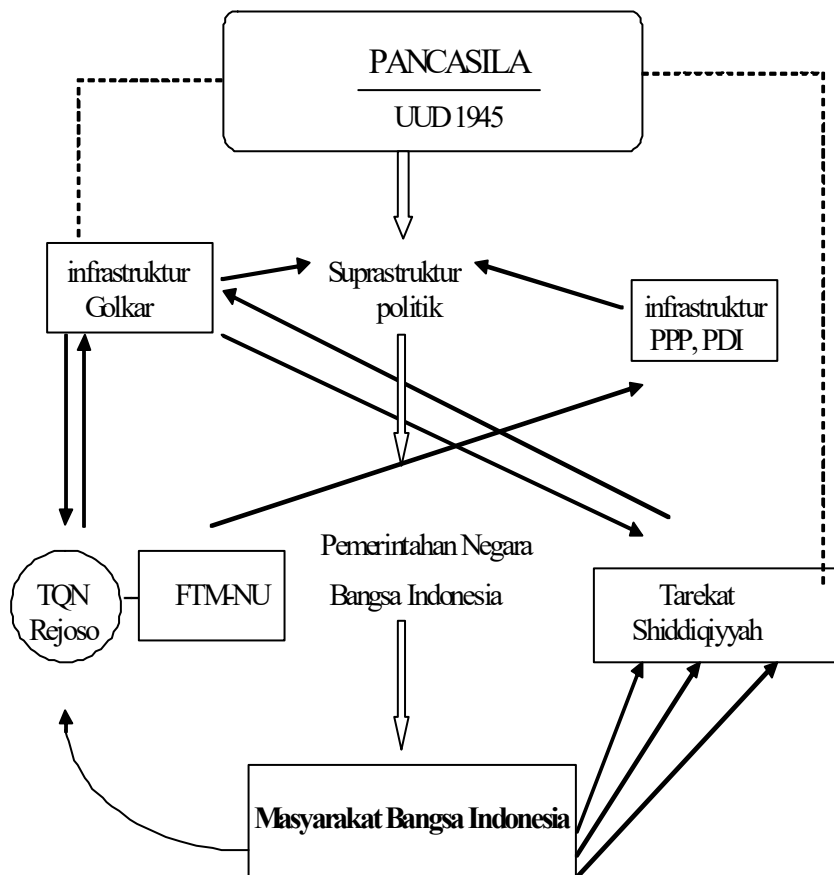 PANCASILA
UUD 1945
infrastruktur
Golkar
Suprastruktur
politik
infrastruktur
PPP, PDI
TQN
Rejoso
FTM-NU
Pemerintahan Negara
Bangsa Indonesia
Tarekat
Shiddiqiyyah
Masyarakat Bangsa Indonesia